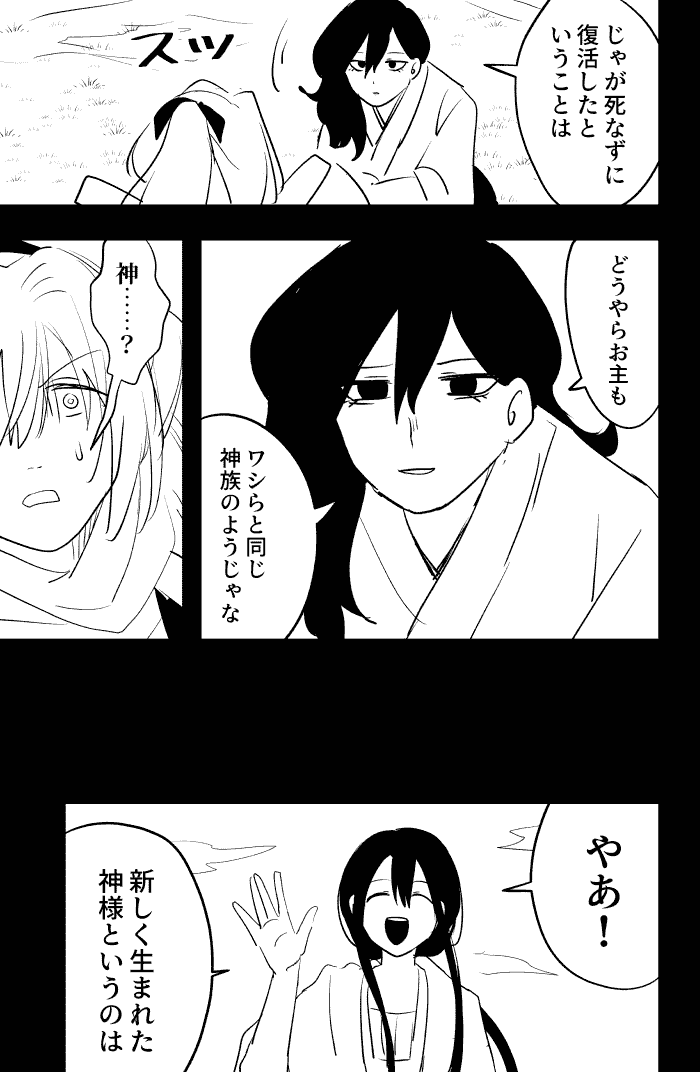 じゃが死なずに
復活したと
いうことは
スッ
どうやらお主も
ワシらと同じ
神族のようじゃな
神……？
やあ！
新しく生まれた
神様というのは